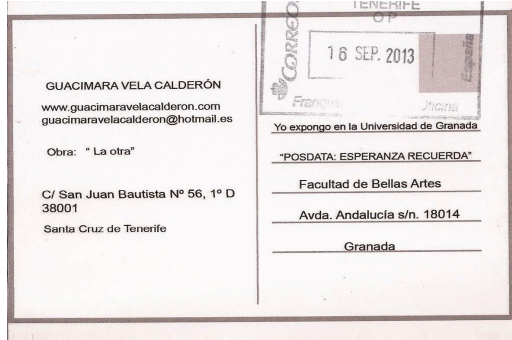 TENERIFE
O P
CORREOS
16 SEP. 2013
España
Franqueo
Oficina
GUACIMARA VELA CALDERÓN
www.guacimaravelacalderon.com
guacimaravelacalderon@hotmail.es
Obra: “ La otra”
C/ San Juan Bautista Nº 56, 1º D
38001
Santa Cruz de Tenerife
Yo expongo en la Universidad de Granada
“POSDATA: ESPERANZA RECUERDA”
Facultad de Bellas Artes
Avda. Andalucía s/n. 18014
Granada